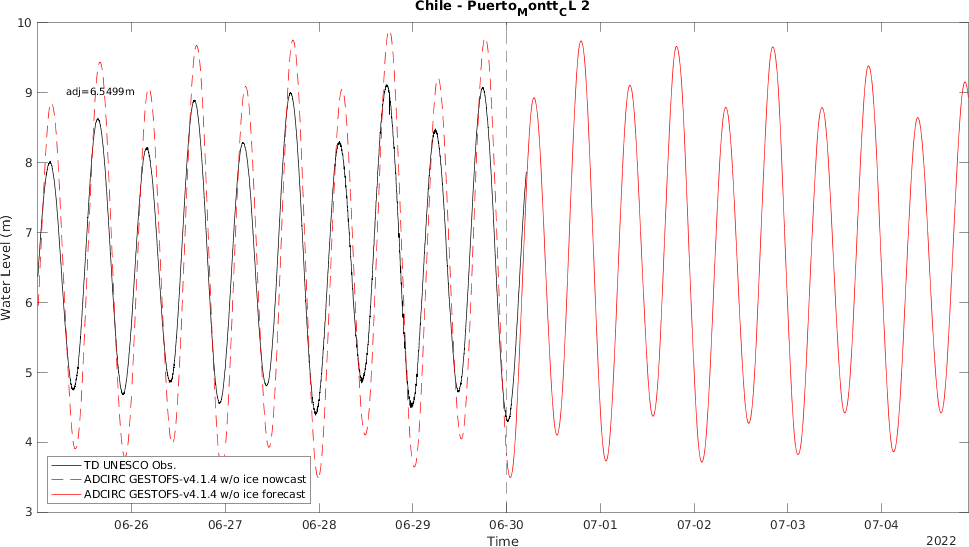 Chile - PuertoMonttCL 2
10
adj=6.5499m
9
8
7
6
5
4
3
Water Level (m)
TD UNESCO Obs.
ADCIRC GESTOFS-v4.1.4 w/o ice nowcast
ADCIRC GESTOFS-v4.1.4 w/o ice forecast
06-26 06-27 06-28 06-29 06-30 07-01 07-02 07-03 07-04
Time
2022